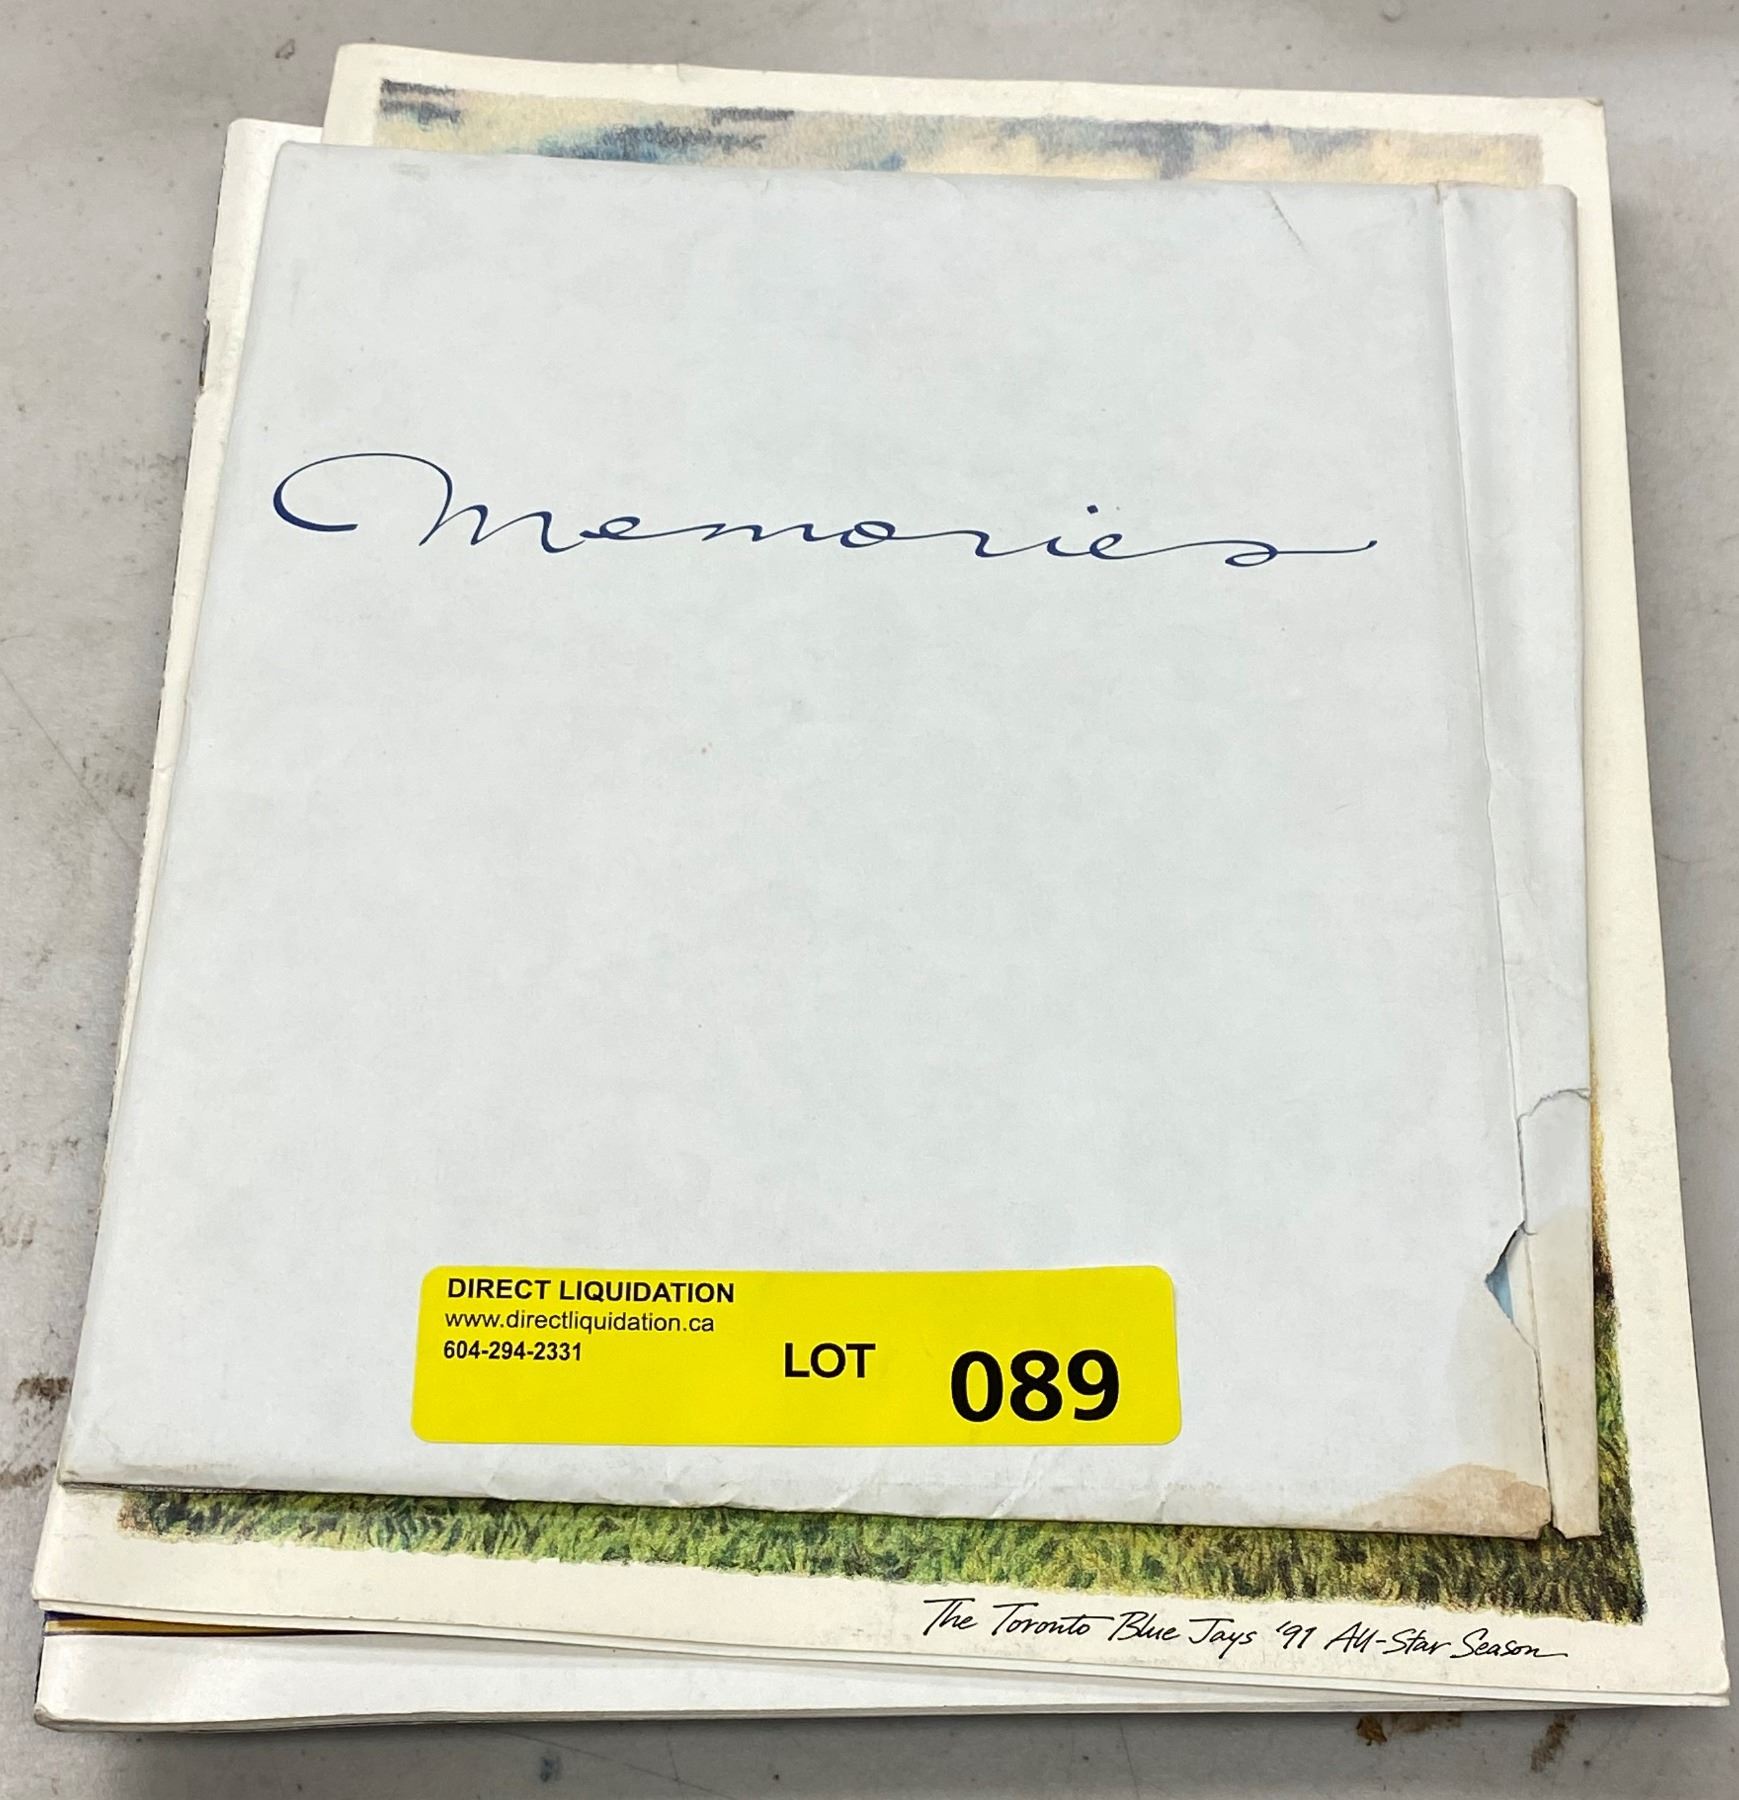 Memories
DIRECT LIQUIDATION
www.directliquidation.ca
604-294-2331
LOT 089
The Toronto Blue Jays '91 All-Star Season